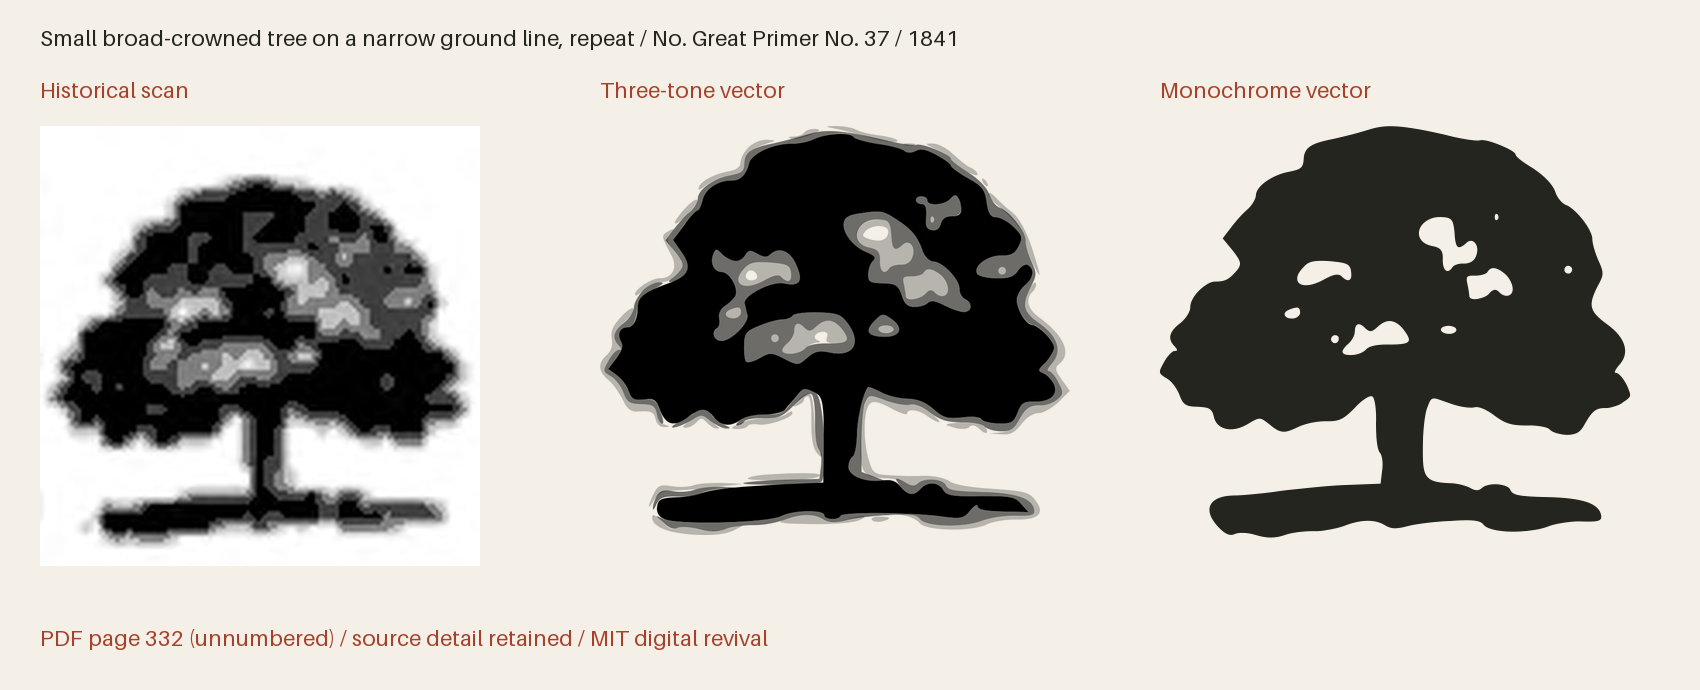 Small broad-crowned tree on a narrow ground line, repeat / No. Great Primer No. 37 / 1841
Historical scan
Three-tone vector
Monochrome vector
PDF page 332 (unnumbered) / source detail retained / MIT digital revival